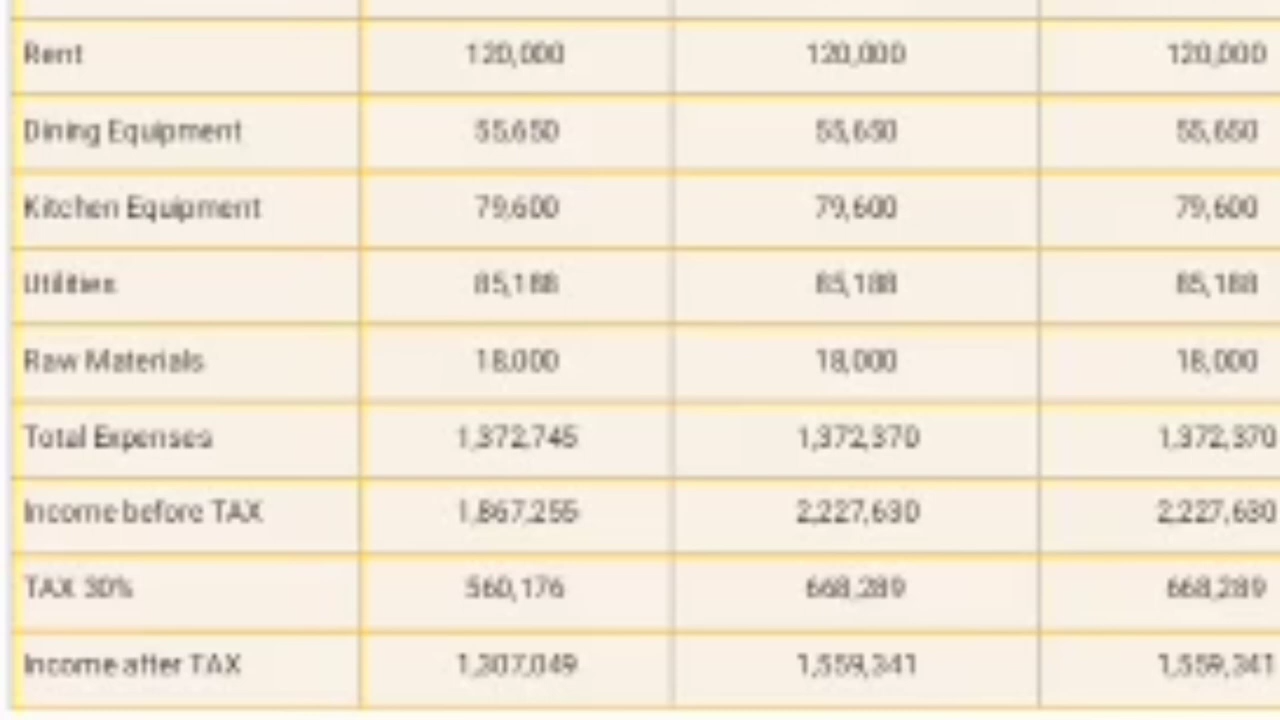 Rent 120,000 120,000 120,000
Dining Equipment 55,650 55,650 55,650
Kitchen Equipment 79,600 79,600 79,600
Utilities 85,188 85,188 85,188
Raw Materials 18,000 18,000 18,000
Total Expenses 1,372,745 1,372,370 1,372,370
Income before TAX 1,867,255 2,227,630 2,227,630
TAX 30% 560,176 668,289 668,289
Income after TAX 1,307,049 1,559,341 1,559,341